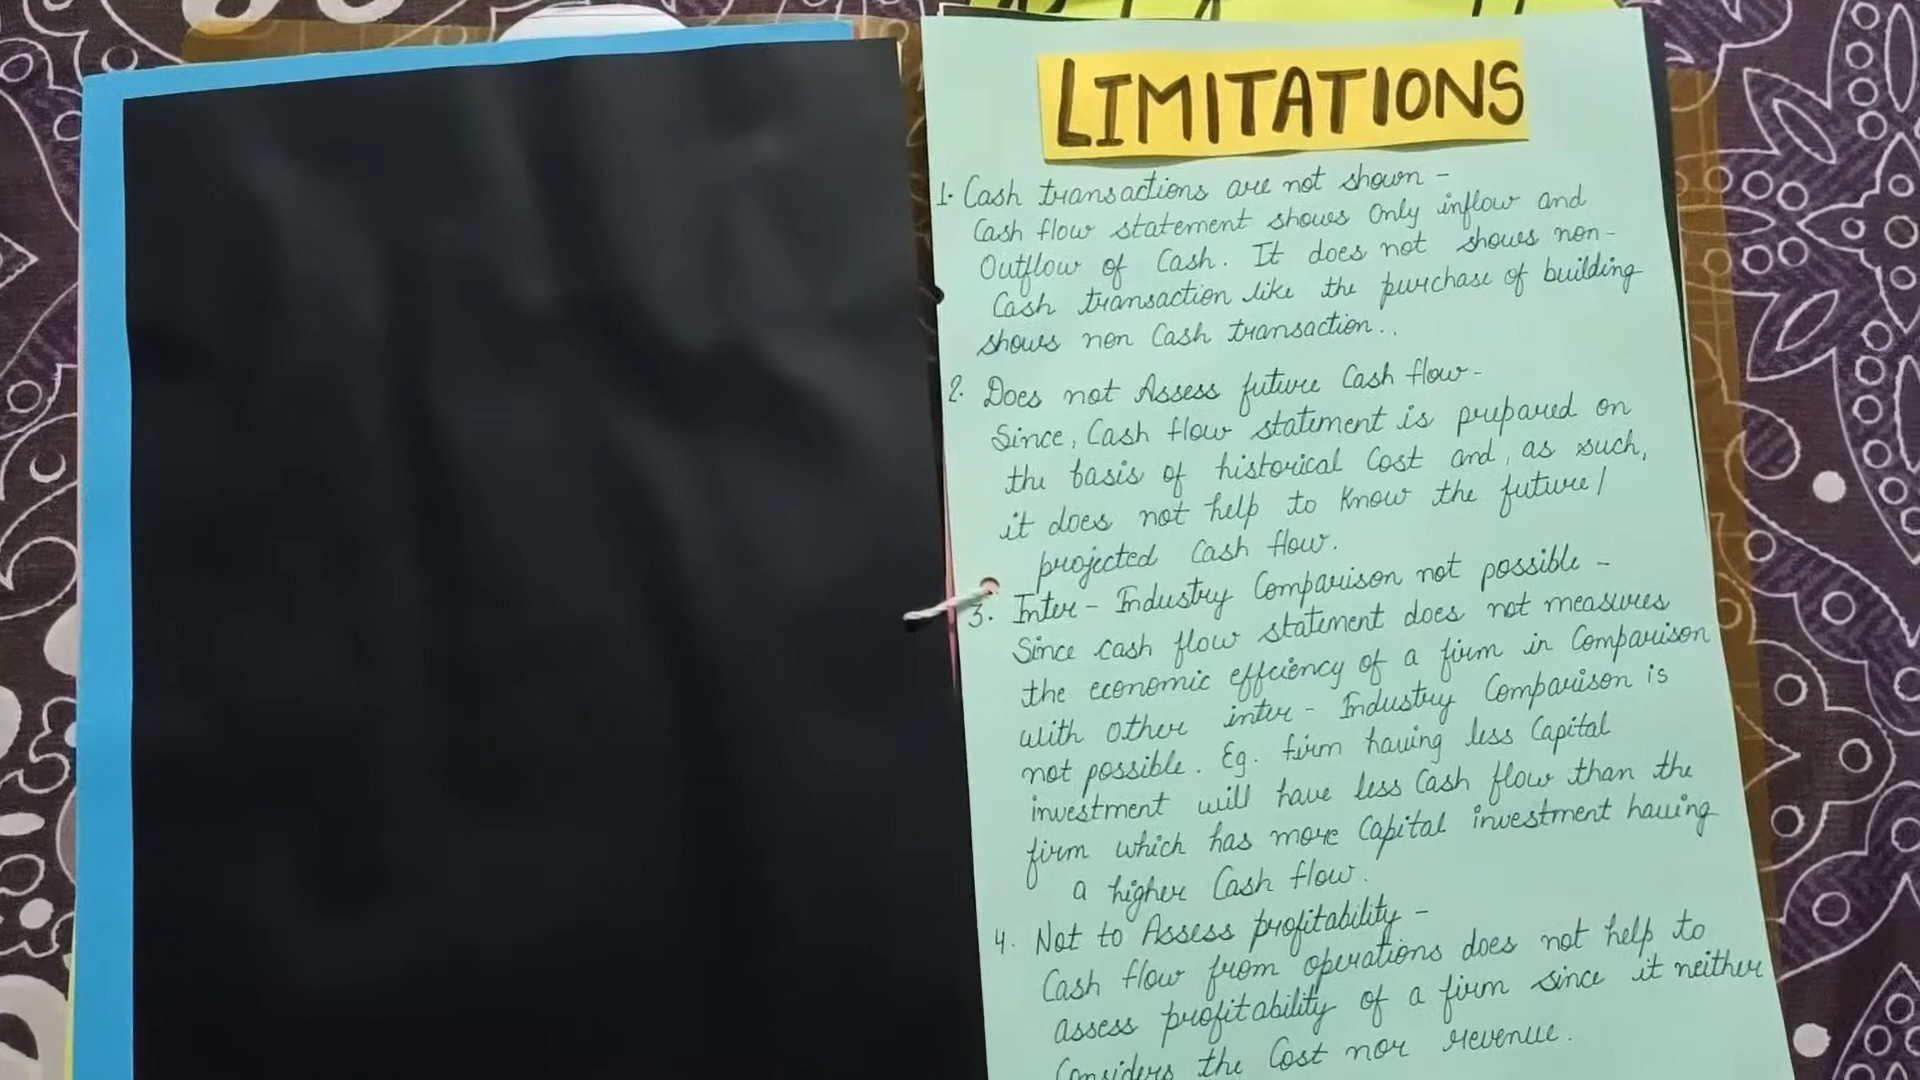 LIMITATIONS
1. Cash transactions are not shown -
Cash flow statement shows Only inflow and
Outflow of Cash. It does not shows non-
Cash transaction like the purchase of building
shows non Cash transaction..
2. Does not Assess future Cash flow -
Since, Cash flow statement is prepared on
the basis of historical Cost and, as such,
it does not help to Know the future/
projected Cash flow.
3. Inter - Industry Comparison not possible -
Since cash flow statement does not measures
the economic effciency of a firm in Comparison
with other inter - Industry Comparison is
not possible. Eg. firm having less Capital
investment will have less Cash flow than the
firm which has more Capital investment having
a higher Cash flow.
4. Not to Assess profitability -
Cash flow from operations does not help to
assess profitability of a firm since it neither
Considers the Cost nor revenue.